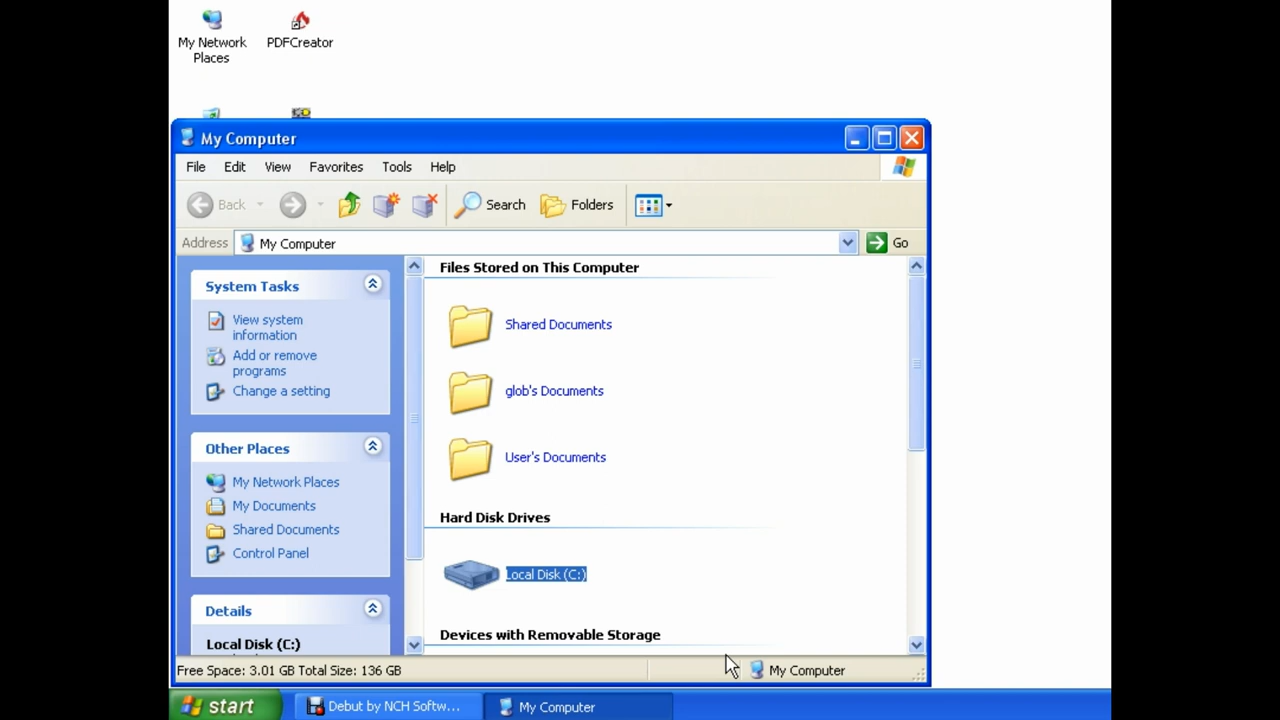 My Network
Places
PDFCreator
My Computer
File Edit View Favorites Tools Help
Back Search Folders
Address My Computer Go
System Tasks
View system
information
Add or remove
programs
Change a setting
Other Places
My Network Places
My Documents
Shared Documents
Control Panel
Details
Local Disk (C:)
Files Stored on This Computer
Shared Documents
glob's Documents
User's Documents
Hard Disk Drives
Local Disk (C:)
Devices with Removable Storage
Free Space: 3.01 GB Total Size: 136 GB
My Computer
start Debut by NCH Softw... My Computer